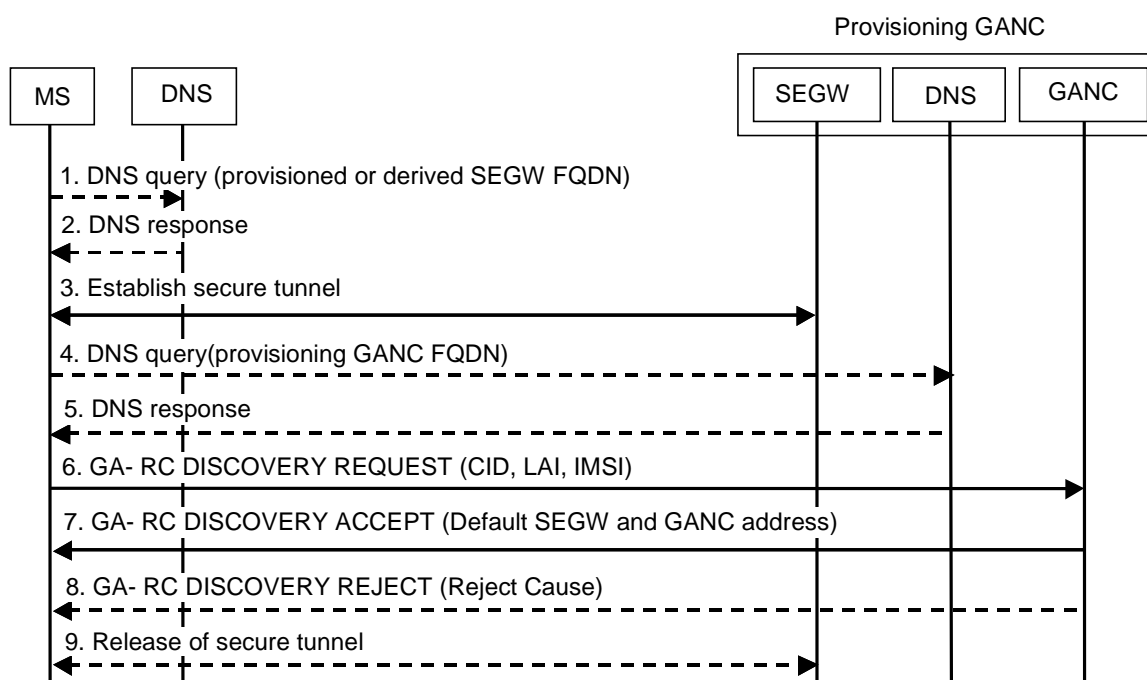 Provisioning GANC
MS
DNS
SEGW
DNS
GANC
1. DNS query (provisioned or derived SEGW FQDN)
2. DNS response
3. Establish secure tunnel
4. DNS query(provisioning GANC FQDN)
5. DNS response
6. GA- RC DISCOVERY REQUEST (CID, LAI, IMSI)
7. GA- RC DISCOVERY ACCEPT (Default SEGW and GANC address)
8. GA- RC DISCOVERY REJECT (Reject Cause)
9. Release of secure tunnel